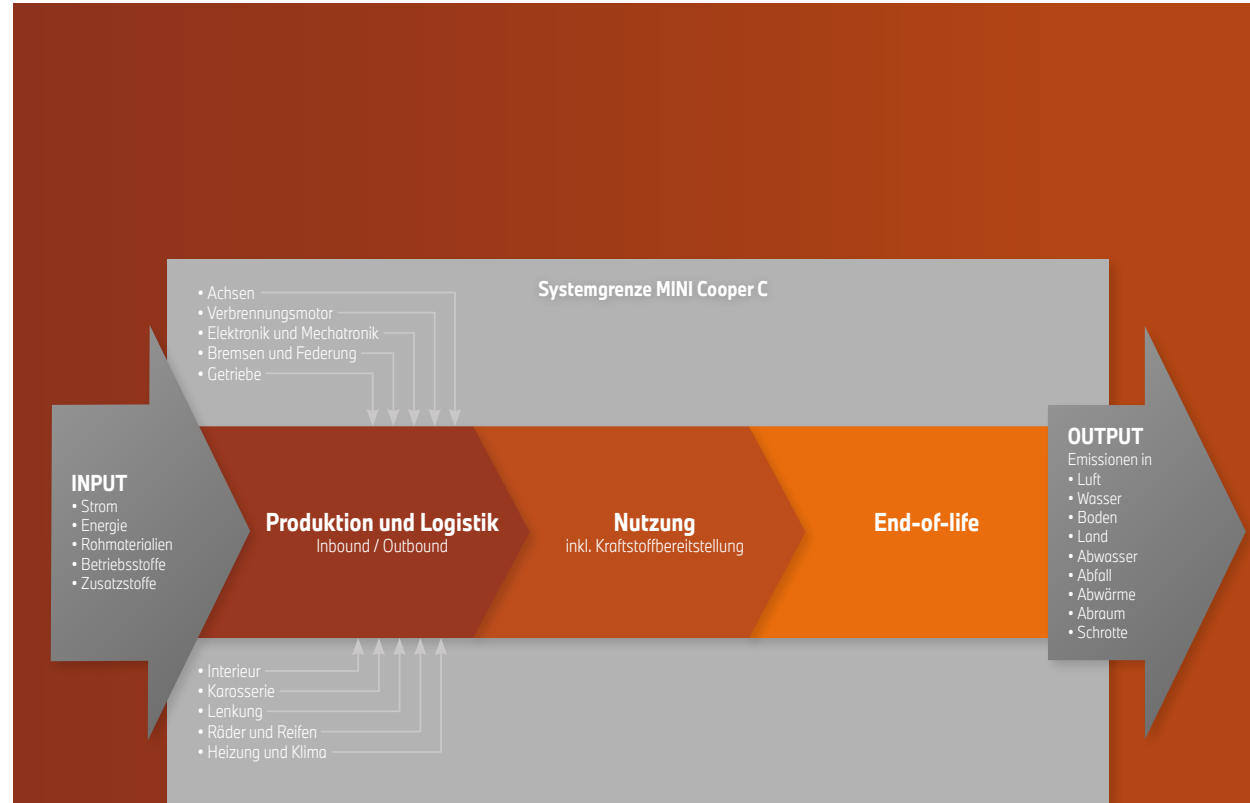 Systemgrenze MINI Cooper C
• Achsen
• Verbrennungsmotor
• Elektronik und Mechatronik
• Bremsen und Federung
• Getriebe
INPUT
• Strom
• Energie
• Rohmaterialien
• Betriebsstoffe
• Zusatzstoffe
Produktion und Logistik
Inbound / Outbound
Nutzung
inkl. Kraftstoffbereitstellung
End-of-life
OUTPUT
Emissionen in
• Luft
• Wasser
• Boden
• Land
• Abwasser
• Abfall
• Abwärme
• Abraum
• Schrotte
• Interieur
• Karosserie
• Lenkung
• Räder und Reifen
• Heizung und Klima